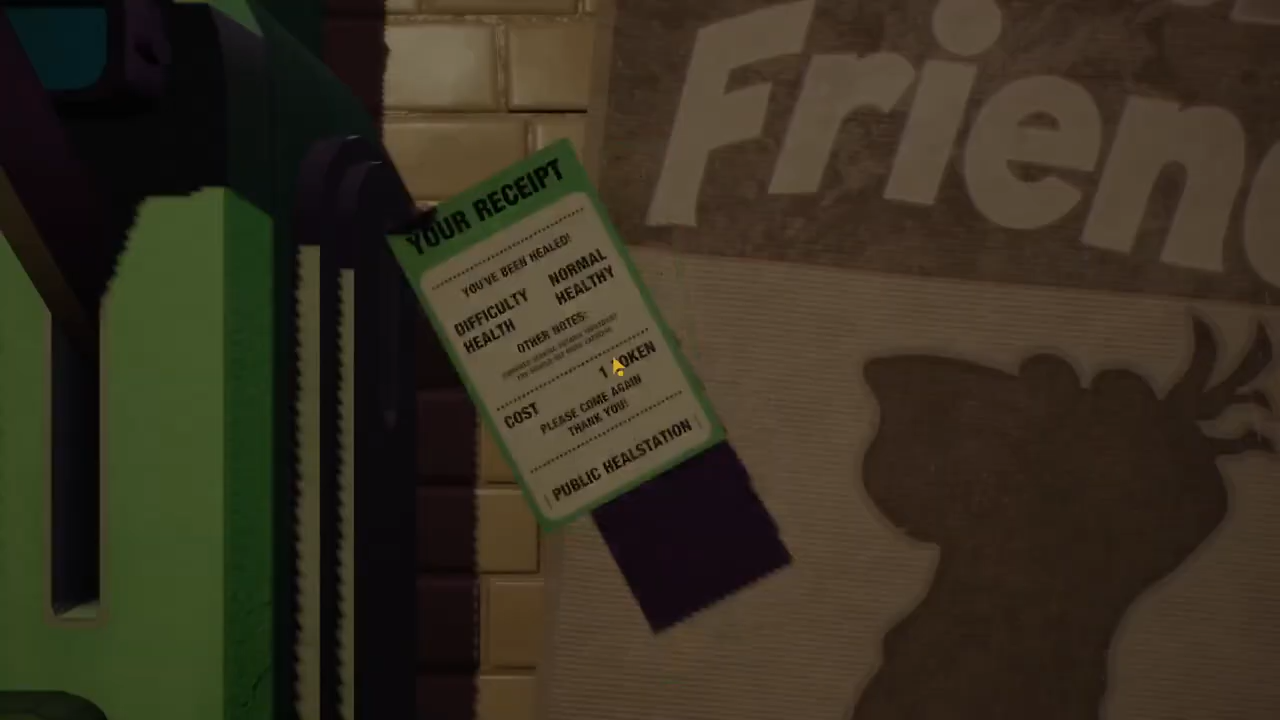 Frien
YOUR RECEIPT
YOU'VE BEEN HEALED!
DIFFICULTY NORMAL
HEALTH HEALTHY
OTHER NOTES:
COST 1 TOKEN
PLEASE COME AGAIN
THANK YOU!
PUBLIC HEALSTATION